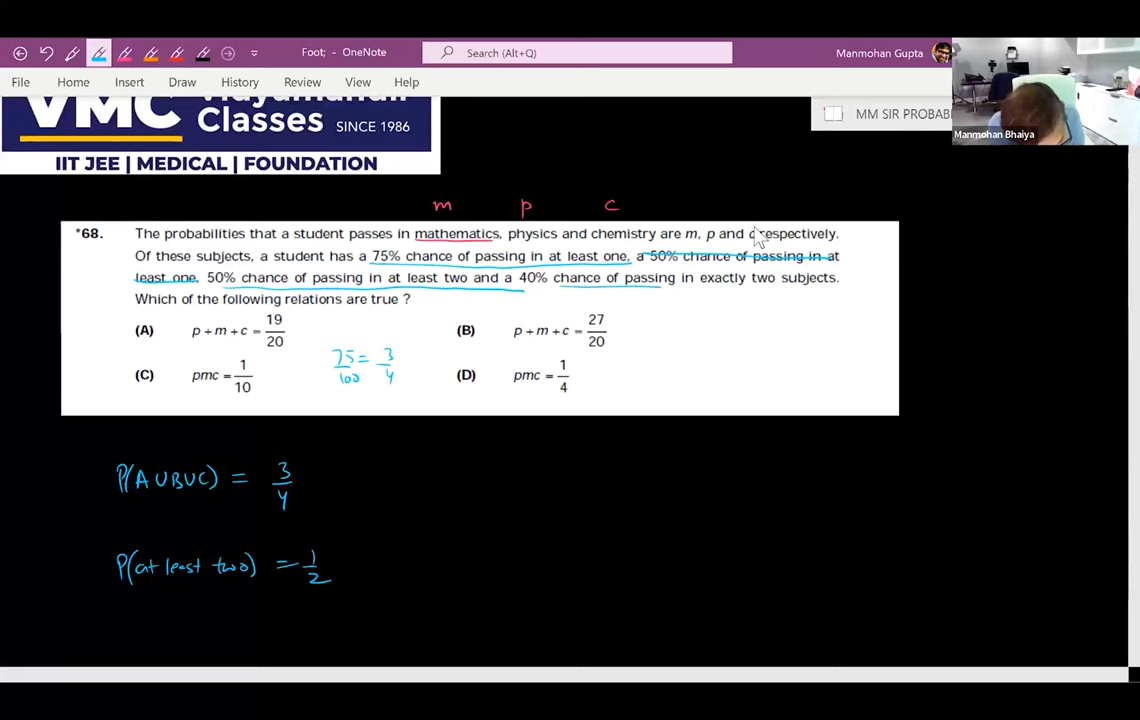 Foot; - OneNote
Search (Alt+Q)
Manmohan Gupta
File Home Insert Draw History Review View Help
VMC
Classes SINCE 1986
IIT JEE | MEDICAL | FOUNDATION
MM SIR PROBABI
Manmohan Bhaiya
m p c
*68. The probabilities that a student passes in mathematics, physics and chemistry are m, p and c respectively.
Of these subjects, a student has a 75% chance of passing in at least one, a 50% chance of passing in at
least one, 50% chance of passing in at least two and a 40% chance of passing in exactly two subjects.
Which of the following relations are true ?
(A) p + m + c = 19/20 (B) p + m + c = 27/20
(C) pmc = 1/10 (D) pmc = 1/4
75/100 = 3/4
P(AUBUC) = 3/4
P(at least two) = 1/2